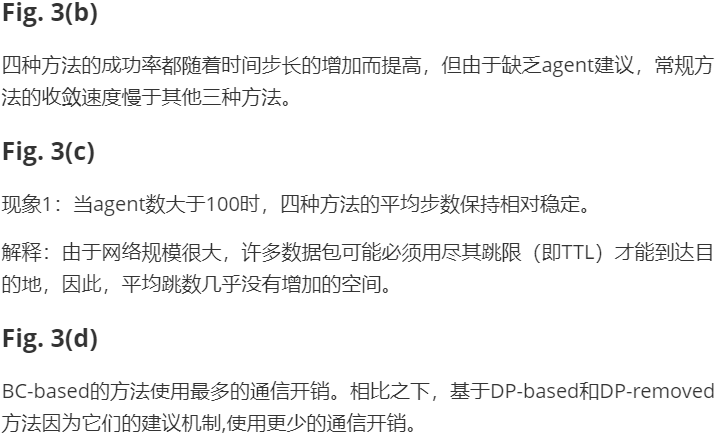 Fig. 3(b)
四种方法的成功率都随着时间步长的增加而提高，但由于缺乏agent建议，常规方
法的收敛速度慢于其他三种方法。
Fig. 3(c)
现象1：当agent数大于100时，四种方法的平均步数保持相对稳定。
解释：由于网络规模很大，许多数据包可能必须用尽其跳限（即TTL）才能到达目
的地，因此，平均跳数几乎没有增加的空间。
Fig. 3(d)
BC-based的方法使用最多的通信开销。相比之下，基于DP-based和DP-removed
方法因为它们的建议机制,使用更少的通信开销。